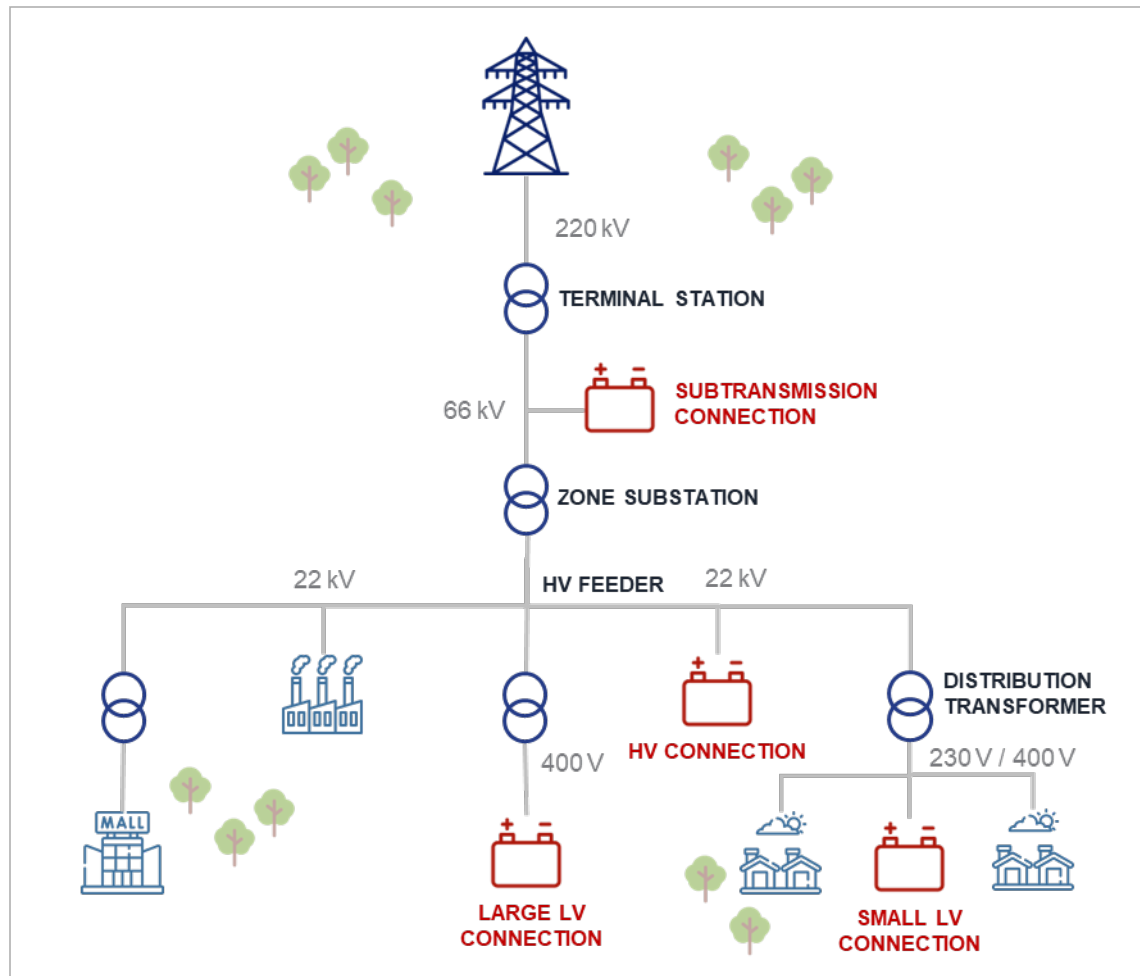 220 kV
TERMINAL STATION
+ −
SUBTRANSMISSION
CONNECTION
66 kV
ZONE SUBSTATION
22 kV
HV FEEDER
22 kV
+ −
DISTRIBUTION
TRANSFORMER
HV CONNECTION
400 V
230 V / 400 V
MALL
+ −
+ −
LARGE LV
CONNECTION
SMALL LV
CONNECTION